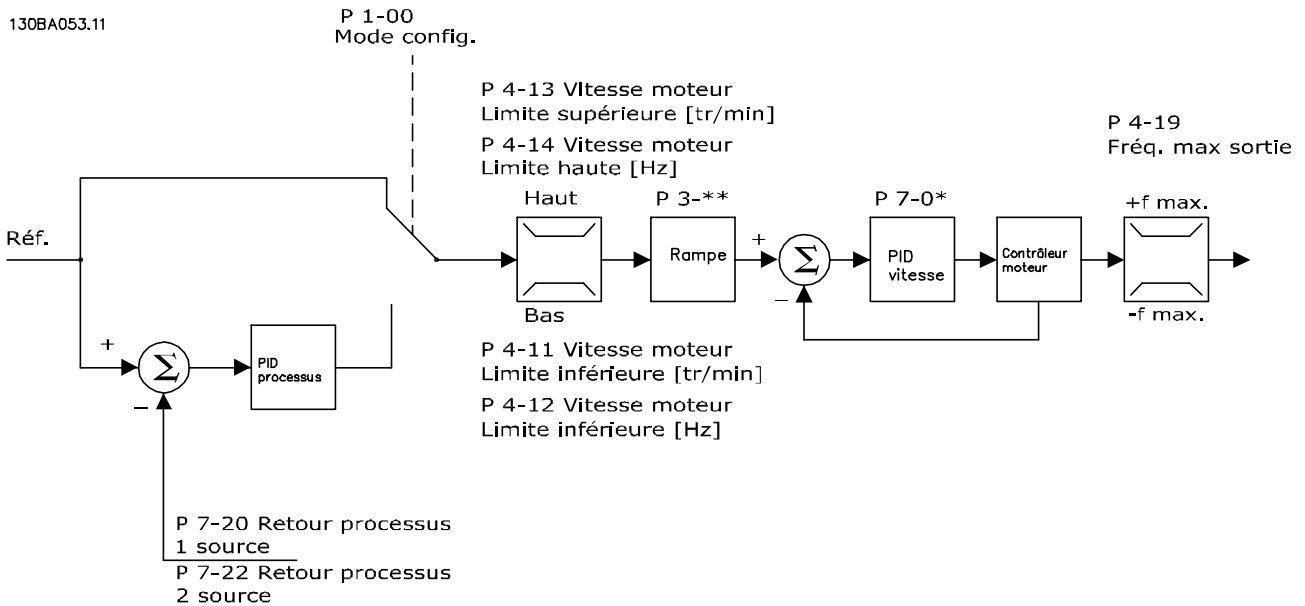 130BA053.11
P 1-00
Mode config.
P 4-13 Vitesse moteur
Limite supérieure [tr/min]
P 4-14 Vitesse moteur
Limite haute [Hz]
P 4-19
Fréq. max sortie
Haut
P 3-**
P 7-0*
+f max.
Réf.
Rampe
+
Σ
−
PID
vitesse
Contrôleur
moteur
Bas
-f max.
P 4-11 Vitesse moteur
Limite inférieure [tr/min]
P 4-12 Vitesse moteur
Limite inférieure [Hz]
+
Σ
−
PID
processus
P 7-20 Retour processus
1 source
P 7-22 Retour processus
2 source